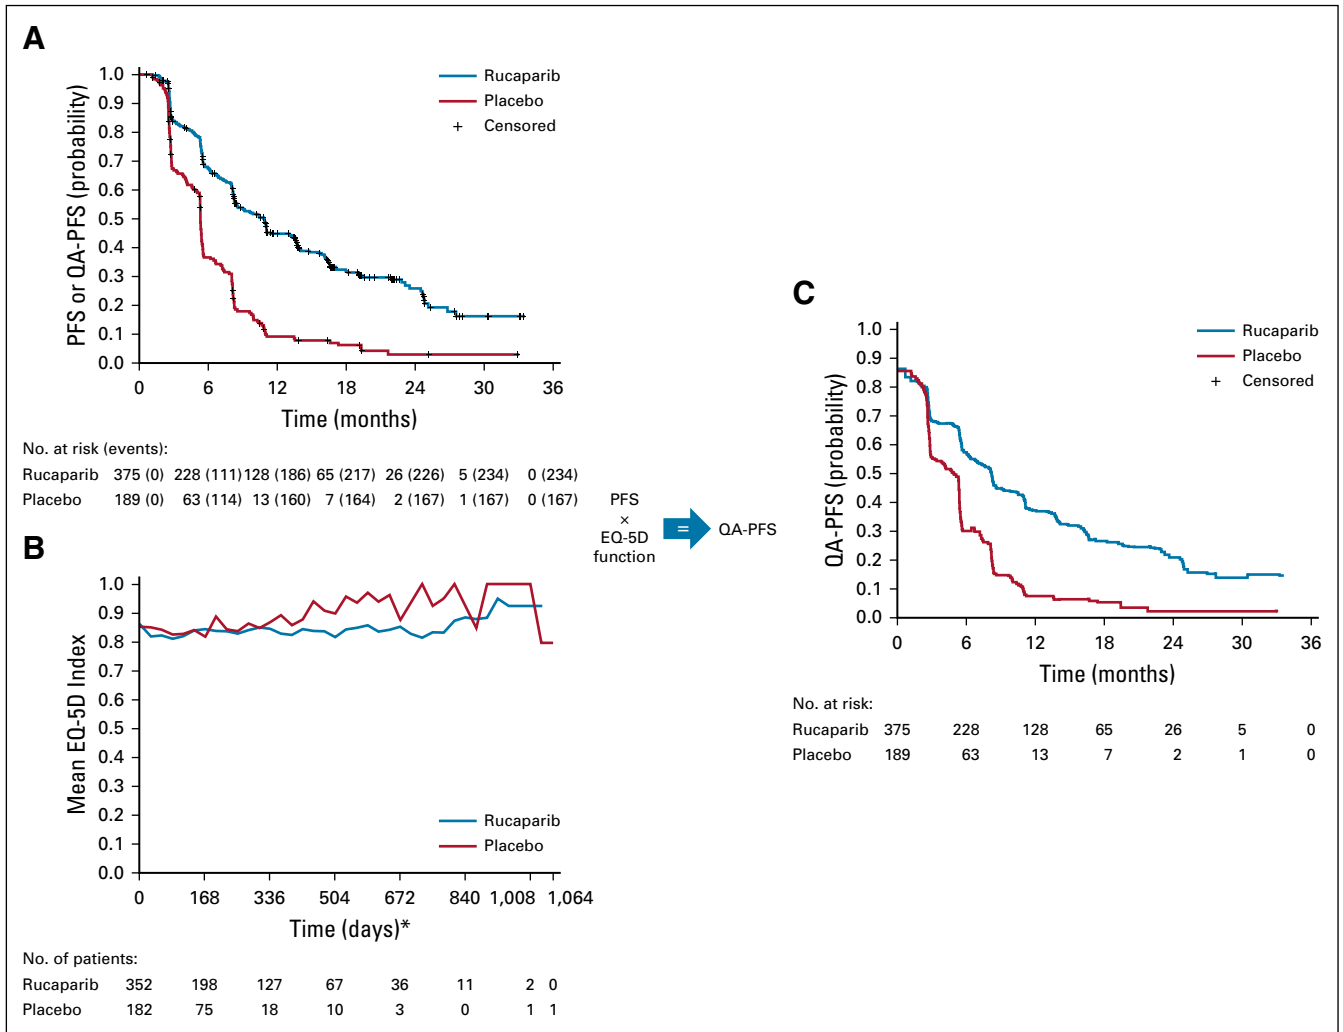 A
PFS or QA-PFS (probability)
1.0
0.9
0.8
0.7
0.6
0.5
0.4
0.3
0.2
0.1
0.0
Rucaparib
Placebo
Censored
0 6 12 18 24 30 36
Time (months)
No. at risk (events):
Rucaparib 375 (0) 228 (111) 128 (186) 65 (217) 26 (226) 5 (234) 0 (234)
Placebo 189 (0) 63 (114) 13 (160) 7 (164) 2 (167) 1 (167) 0 (167)
B
Mean EQ-5D Index
1.0
0.9
0.8
0.7
0.6
0.5
0.4
0.3
0.2
0.1
0.0
Rucaparib
Placebo
0 168 336 504 672 840 1,008 1,064
Time (days)*
No. of patients:
Rucaparib 352 198 127 67 36 11 2 0
Placebo 182 75 18 10 3 0 1 1
PFS
×
EQ-5D
function
=
QA-PFS
C
QA-PFS (probability)
1.0
0.9
0.8
0.7
0.6
0.5
0.4
0.3
0.2
0.1
0.0
Rucaparib
Placebo
Censored
0 6 12 18 24 30 36
Time (months)
No. at risk:
Rucaparib 375 228 128 65 26 5 0
Placebo 189 63 13 7 2 1 0